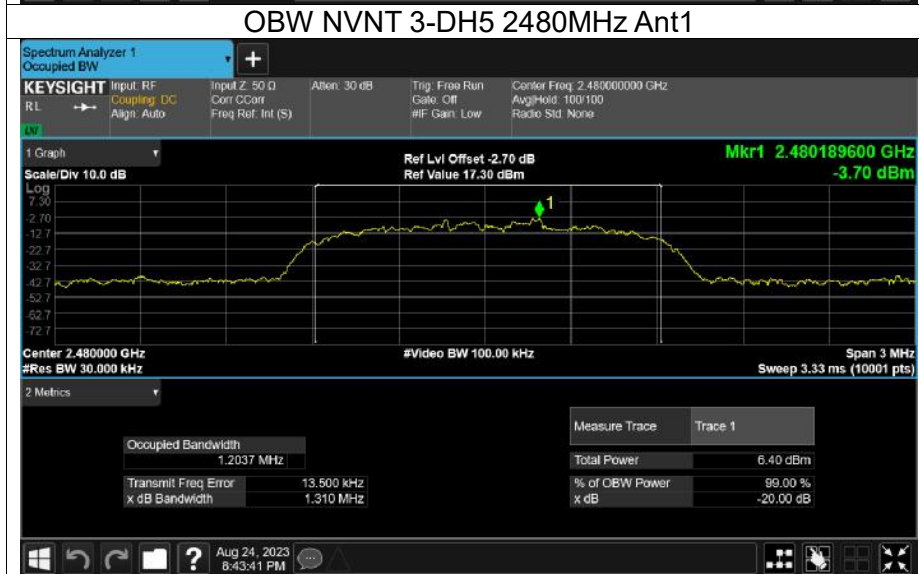 OBW NVNT 3-DH5 2480MHz Ant1
Spectrum Analyzer 1
Occupied BW
+
KEYSIGHT Input: RF Input Z: 50 Ω Atten: 30 dB Trig: Free Run Center Freq: 2.480000000 GHz
RL Coupling: DC Corr CCorr Gate: Off Avg|Hold: 100/100
Align: Auto Freq Ref: Int (S) #IF Gain: Low Radio Std: None
1 Graph Ref Lvl Offset -2.70 dB Mkr1 2.480189600 GHz
Scale/Div 10.0 dB Ref Value 17.30 dBm -3.70 dBm
Log
7.30
1
-2.70
-12.7
-22.7
-32.7
-42.7
-52.7
-62.7
-72.7
Center 2.480000 GHz #Video BW 100.00 kHz Span 3 MHz
#Res BW 30.000 kHz Sweep 3.33 ms (10001 pts)
2 Metrics
Measure Trace Trace 1
Occupied Bandwidth
1.2037 MHz Total Power 6.40 dBm
Transmit Freq Error 13.500 kHz % of OBW Power 99.00 %
x dB Bandwidth 1.310 MHz x dB -20.00 dB
? Aug 24, 2023
8:43:41 PM